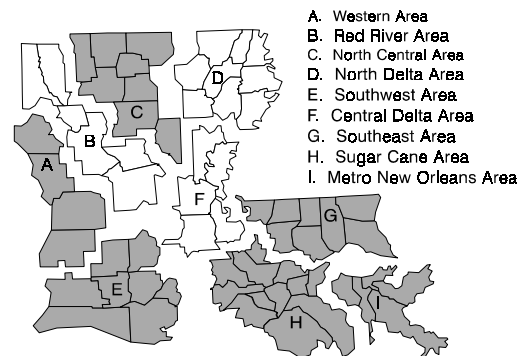 A. Western Area
B. Red River Area
C. North Central Area
D. North Delta Area
E. Southwest Area
F. Central Delta Area
G. Southeast Area
H. Sugar Cane Area
I. Metro New Orleans Area
D
C
B
A
F
G
E
I
H